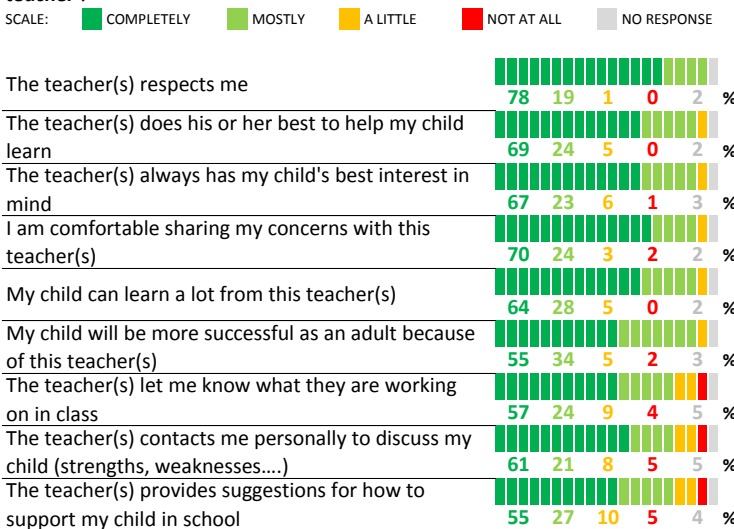 teacher?
SCALE: COMPLETELY MOSTLY A LITTLE NOT AT ALL NO RESPONSE
The teacher(s) respects me
78 19 1 0 2 %
The teacher(s) does his or her best to help my child
learn
69 24 5 0 2 %
The teacher(s) always has my child's best interest in
mind
67 23 6 1 3 %
I am comfortable sharing my concerns with this
teacher(s)
70 24 3 2 2 %
My child can learn a lot from this teacher(s)
64 28 5 0 2 %
My child will be more successful as an adult because
of this teacher(s)
55 34 5 2 3 %
The teacher(s) let me know what they are working
on in class
57 24 9 4 5 %
The teacher(s) contacts me personally to discuss my
child (strengths, weaknesses....)
61 21 8 5 5 %
The teacher(s) provides suggestions for how to
support my child in school
55 27 10 5 4 %